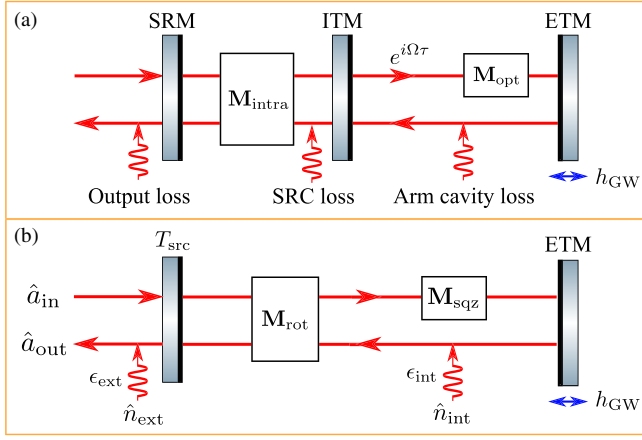 (a)
SRM ITM ETM
e^{iΩτ}
M_opt
M_intra
h_GW
Output loss SRC loss Arm cavity loss
(b)
T_src ETM
â_in
M_sqz
M_rot
â_out
ϵ_ext ϵ_int
h_GW
n̂_ext n̂_int